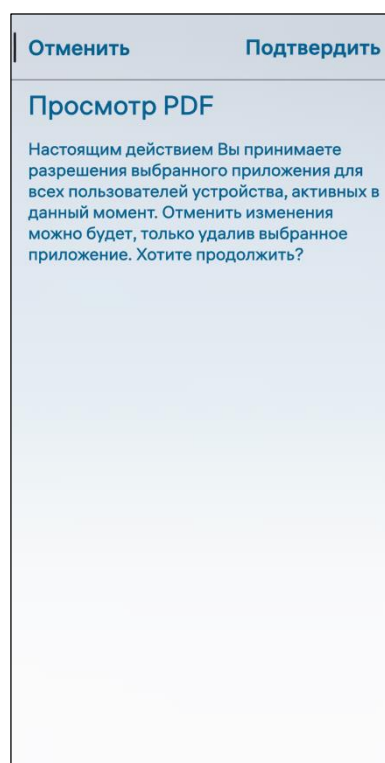 Отменить Подтвердить
Просмотр PDF
Настоящим действием Вы принимаете
разрешения выбранного приложения для
всех пользователей устройства, активных в
данный момент. Отменить изменения
можно будет, только удалив выбранное
приложение. Хотите продолжить?